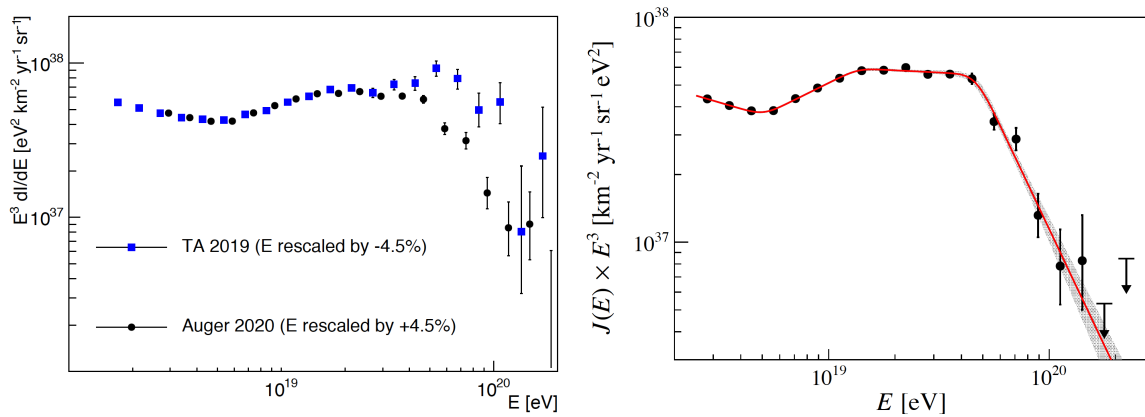 E³ dI/dE [eV² km⁻² yr⁻¹ sr⁻¹]
10³⁸
10³⁷
TA 2019 (E rescaled by -4.5%)
Auger 2020 (E rescaled by +4.5%)
10¹⁹
10²⁰
E [eV]
J(E) × E³ [km⁻² yr⁻¹ sr⁻¹ eV²]
10³⁸
10³⁷
10¹⁹
10²⁰
E [eV]